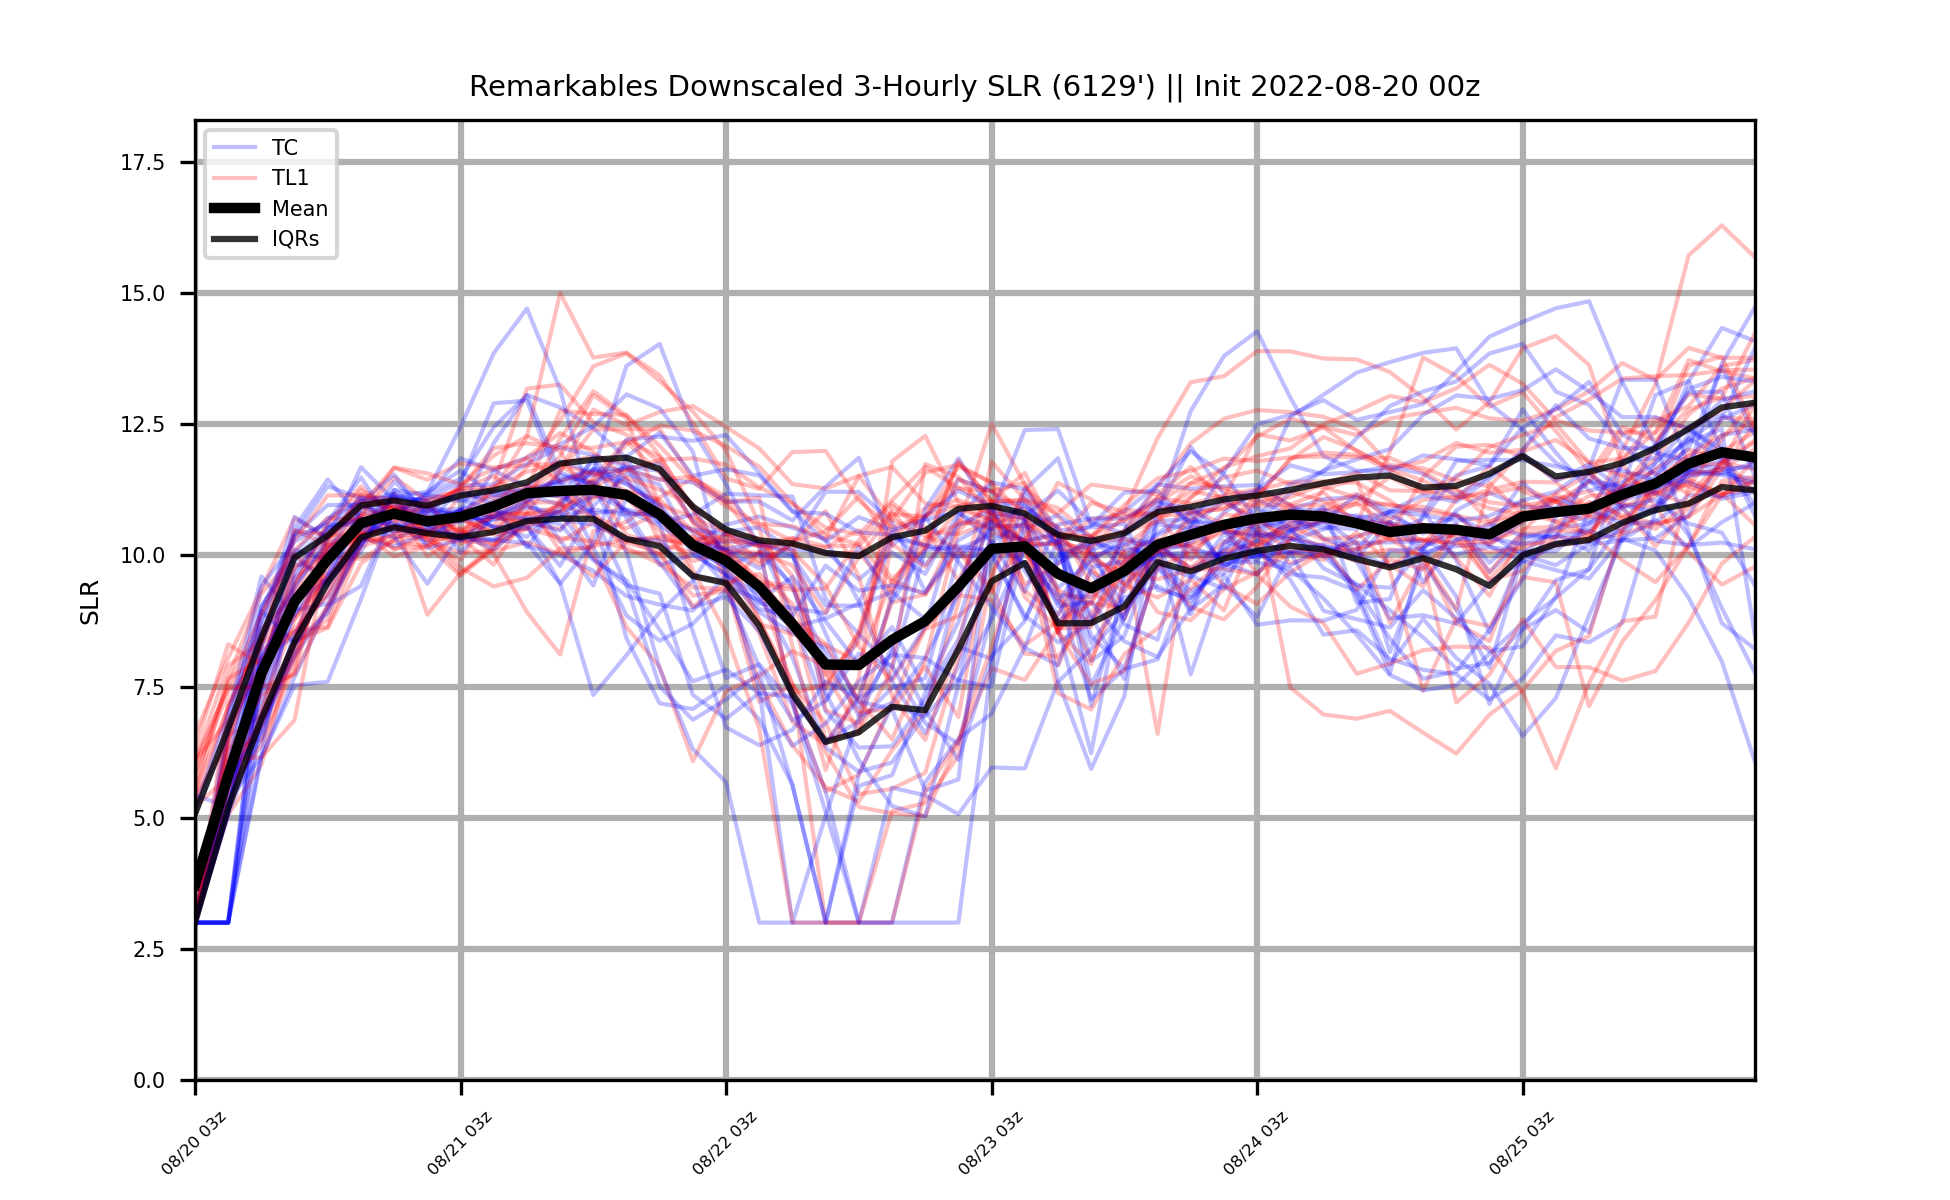 Remarkables Downscaled 3-Hourly SLR (6129') || Init 2022-08-20 00z
TC
TL1
Mean
IQRs
SLR
17.5
15.0
12.5
10.0
7.5
5.0
2.5
0.0
08/20 03z
08/21 03z
08/22 03z
08/23 03z
08/24 03z
08/25 03z